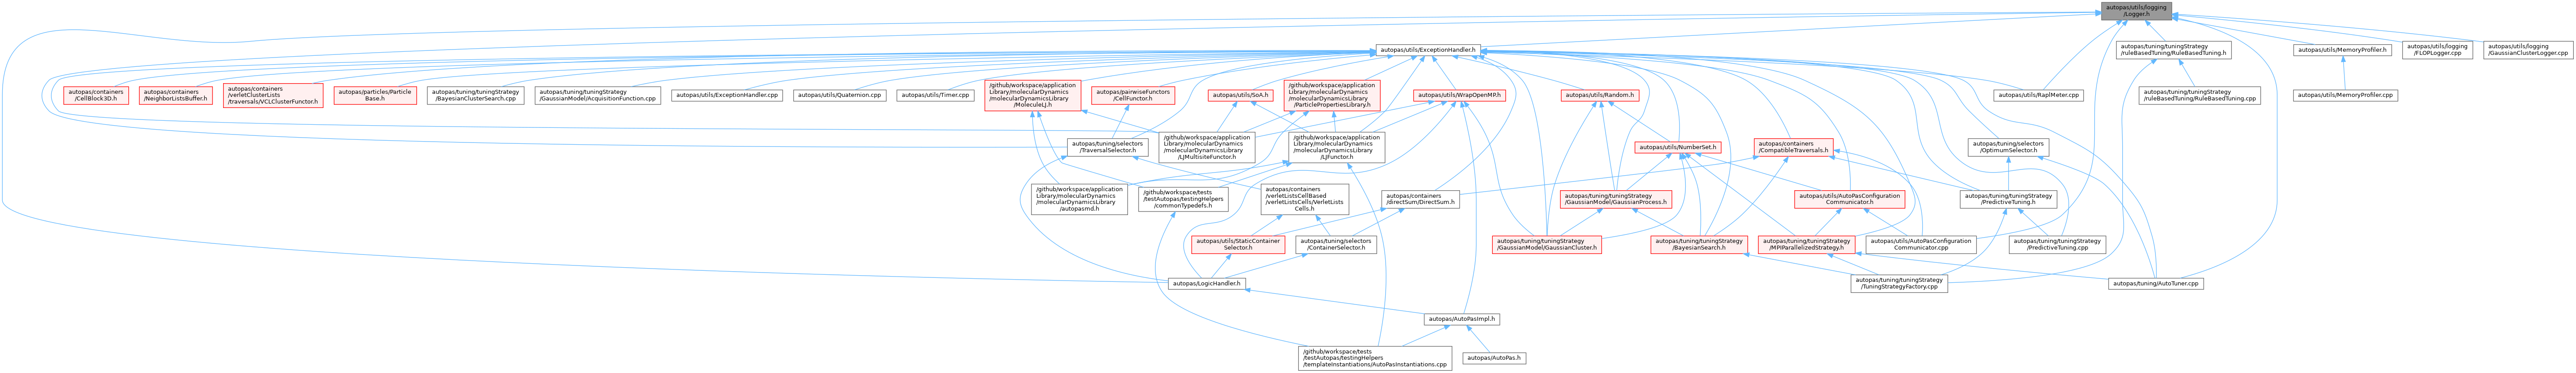 autopas/utils/logging
/Logger.h
autopas/utils/ExceptionHandler.h
autopas/tuning/tuningStrategy
/ruleBasedTuning/RuleBasedTuning.h
autopas/utils/MemoryProfiler.h
autopas/utils/logging
/FLOPLogger.cpp
autopas/utils/logging
/GaussianClusterLogger.cpp
autopas/containers
/CellBlock3D.h
autopas/containers
/NeighborListsBuffer.h
autopas/containers
/verletClusterLists
/traversals/VCLClusterFunctor.h
autopas/particles/Particle
Base.h
autopas/tuning/tuningStrategy
/BayesianClusterSearch.cpp
autopas/tuning/tuningStrategy
/GaussianModel/AcquisitionFunction.cpp
autopas/utils/ExceptionHandler.cpp
autopas/utils/Quaternion.cpp
autopas/utils/Timer.cpp
/github/workspace/application
Library/molecularDynamics
/molecularDynamicsLibrary
/MoleculeLJ.h
autopas/pairwiseFunctors
/CellFunctor.h
autopas/utils/SoA.h
/github/workspace/application
Library/molecularDynamics
/molecularDynamicsLibrary
/ParticlePropertiesLibrary.h
autopas/utils/WrapOpenMP.h
autopas/utils/Random.h
autopas/utils/RaplMeter.cpp
autopas/tuning/tuningStrategy
/ruleBasedTuning/RuleBasedTuning.cpp
autopas/utils/MemoryProfiler.cpp
autopas/tuning/selectors
/TraversalSelector.h
/github/workspace/application
Library/molecularDynamics
/molecularDynamicsLibrary
/LJMultisiteFunctor.h
/github/workspace/application
Library/molecularDynamics
/molecularDynamicsLibrary
/LJFunctor.h
autopas/utils/NumberSet.h
autopas/containers
/CompatibleTraversals.h
autopas/tuning/selectors
/OptimumSelector.h
/github/workspace/application
Library/molecularDynamics
/molecularDynamicsLibrary
/autopasmd.h
/github/workspace/tests
/testAutopas/testingHelpers
/commonTypedefs.h
autopas/containers
/verletListsCellBased
/verletListsCells/VerletLists
Cells.h
autopas/containers
/directSum/DirectSum.h
autopas/tuning/tuningStrategy
/GaussianModel/GaussianProcess.h
autopas/utils/AutoPasConfiguration
Communicator.h
autopas/tuning/tuningStrategy
/PredictiveTuning.h
autopas/utils/StaticContainer
Selector.h
autopas/tuning/selectors
/ContainerSelector.h
autopas/tuning/tuningStrategy
/GaussianModel/GaussianCluster.h
autopas/tuning/tuningStrategy
/BayesianSearch.h
autopas/tuning/tuningStrategy
/MPIParallelizedStrategy.h
autopas/utils/AutoPasConfiguration
Communicator.cpp
autopas/tuning/tuningStrategy
/PredictiveTuning.cpp
autopas/LogicHandler.h
autopas/tuning/tuningStrategy
/TuningStrategyFactory.cpp
autopas/tuning/AutoTuner.cpp
autopas/AutoPasImpl.h
/github/workspace/tests
/testAutopas/testingHelpers
/templateInstantiations/AutoPasInstantiations.cpp
autopas/AutoPas.h